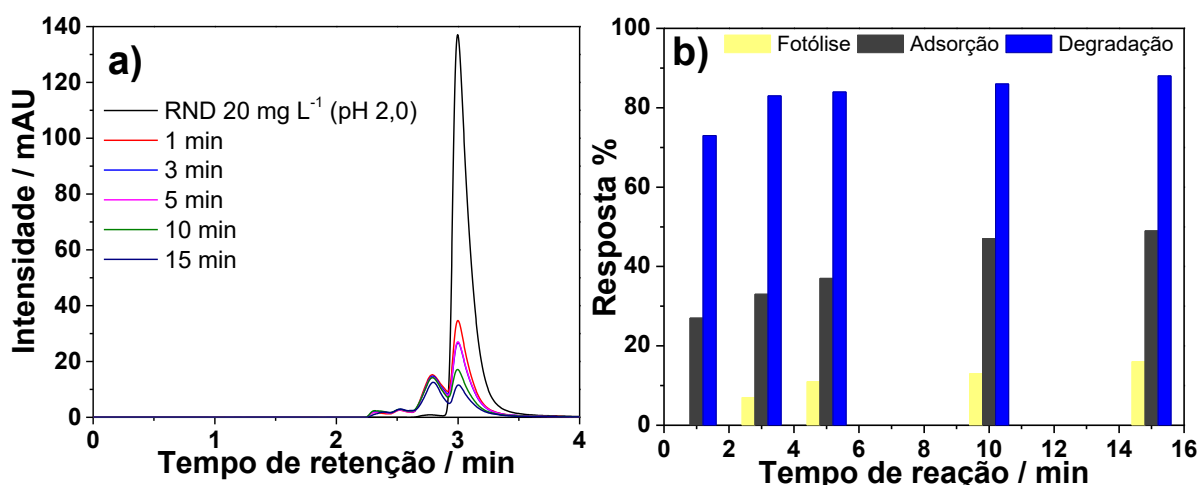 a)
140
120
100
80
60
40
20
0
Intensidade / mAU
RND 20 mg L⁻¹ (pH 2,0)
1 min
3 min
5 min
10 min
15 min
0 1 2 3 4
Tempo de retenção / min
b)
Fotólise Adsorção Degradação
100
80
60
40
20
0
Resposta %
0 2 4 6 8 10 12 14 16
Tempo de reação / min